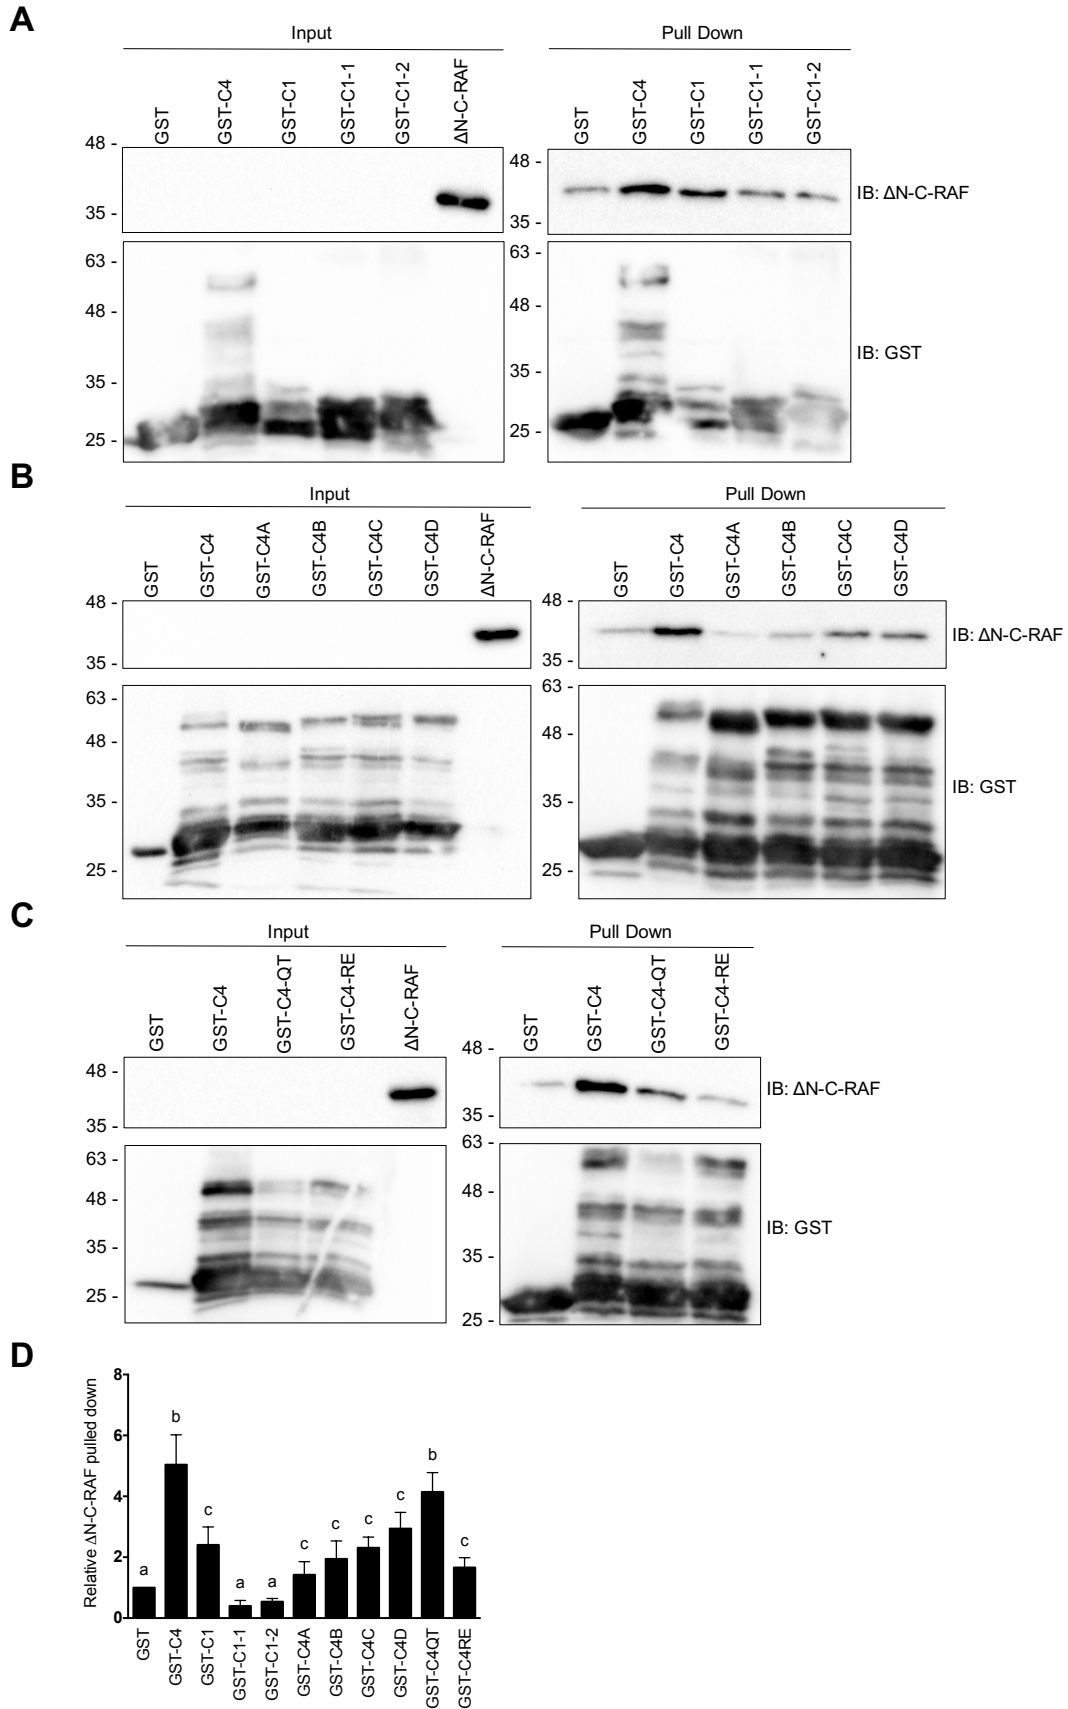 A
Input
Pull Down
GST
GST-C4
GST-C1
GST-C1-1
GST-C1-2
ΔN-C-RAF
GST
GST-C4
GST-C1
GST-C1-1
GST-C1-2
48 -
35 -
48 -
35 -
IB: ΔN-C-RAF
63 -
48 -
35 -
25 -
63 -
48 -
35 -
25 -
IB: GST
B
Input
Pull Down
GST
GST-C4
GST-C4A
GST-C4B
GST-C4C
GST-C4D
ΔN-C-RAF
GST
GST-C4
GST-C4A
GST-C4B
GST-C4C
GST-C4D
48 -
35 -
48 -
35 -
IB: ΔN-C-RAF
63 -
48 -
35 -
25 -
63 -
48 -
35 -
25 -
IB: GST
C
Input
Pull Down
GST
GST-C4
GST-C4-QT
GST-C4-RE
ΔN-C-RAF
GST
GST-C4
GST-C4-QT
GST-C4-RE
48 -
35 -
48 -
35 -
IB: ΔN-C-RAF
63 -
48 -
35 -
25 -
63 -
48 -
35 -
25 -
IB: GST
D
Relative ΔN-C-RAF pulled down
8
6
4
2
0
a
b
c
a
a
c
c
c
c
b
c
GST
GST-C4
GST-C1
GST-C1-1
GST-C1-2
GST-C4A
GST-C4B
GST-C4C
GST-C4D
GST-C4QT
GST-C4RE